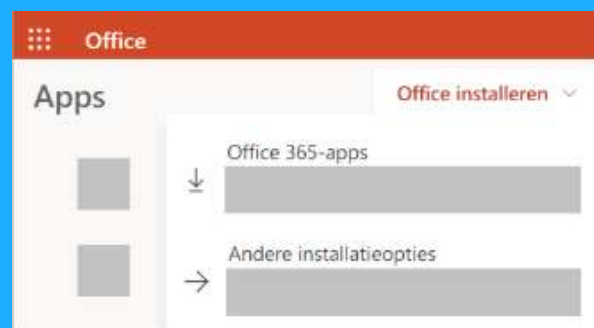 Office
Apps
Office installeren
Office 365-apps
Andere installatieopties